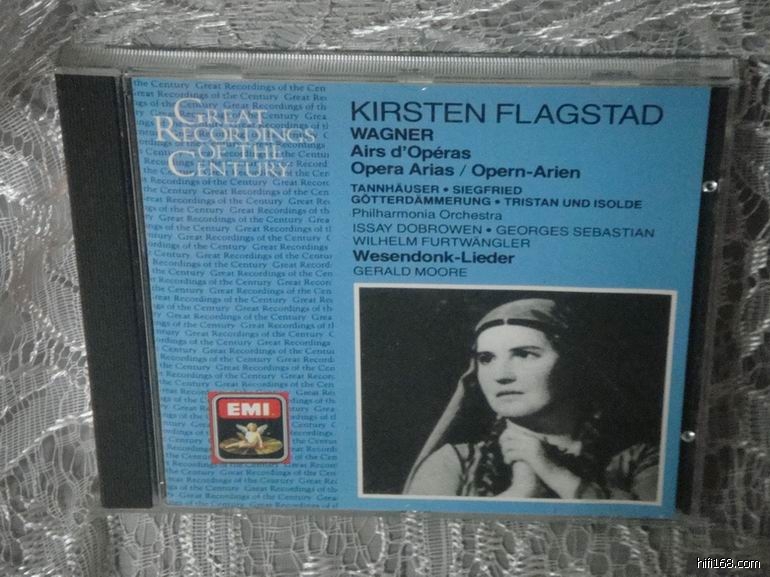 GREAT
RECORDINGS
OF THE
CENTURY
KIRSTEN FLAGSTAD
WAGNER
Airs d'Opéras
Opera Arias / Opern-Arien
TANNHÄUSER • SIEGFRIED
GÖTTERDÄMMERUNG • TRISTAN UND ISOLDE
Philharmonia Orchestra
ISSAY DOBROWEN • GEORGES SEBASTIAN
WILHELM FURTWÄNGLER
Wesendonk-Lieder
GERALD MOORE
EMI
hifi168.com